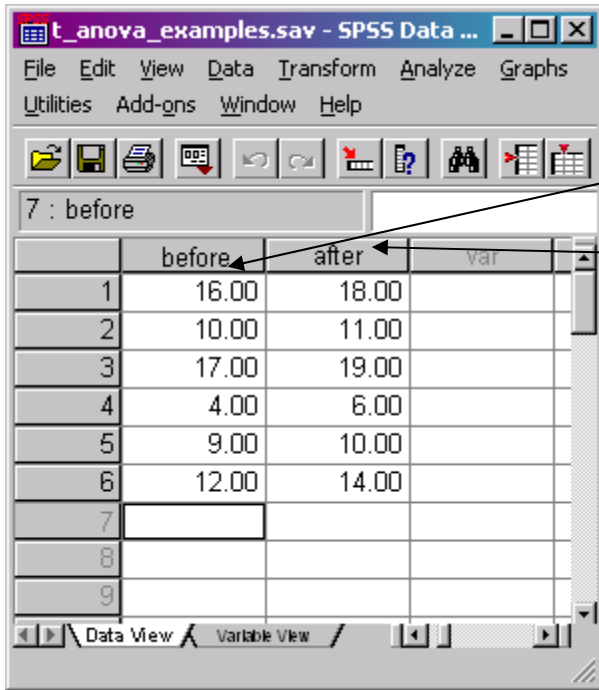 t_anova_examples.sav - SPSS Data ...
File Edit View Data Transform Analyze Graphs
Utilities Add-ons Window Help
7 : before
before after var
1 16.00 18.00
2 10.00 11.00
3 17.00 19.00
4 4.00 6.00
5 9.00 10.00
6 12.00 14.00
7
8
9
Data View Variable View